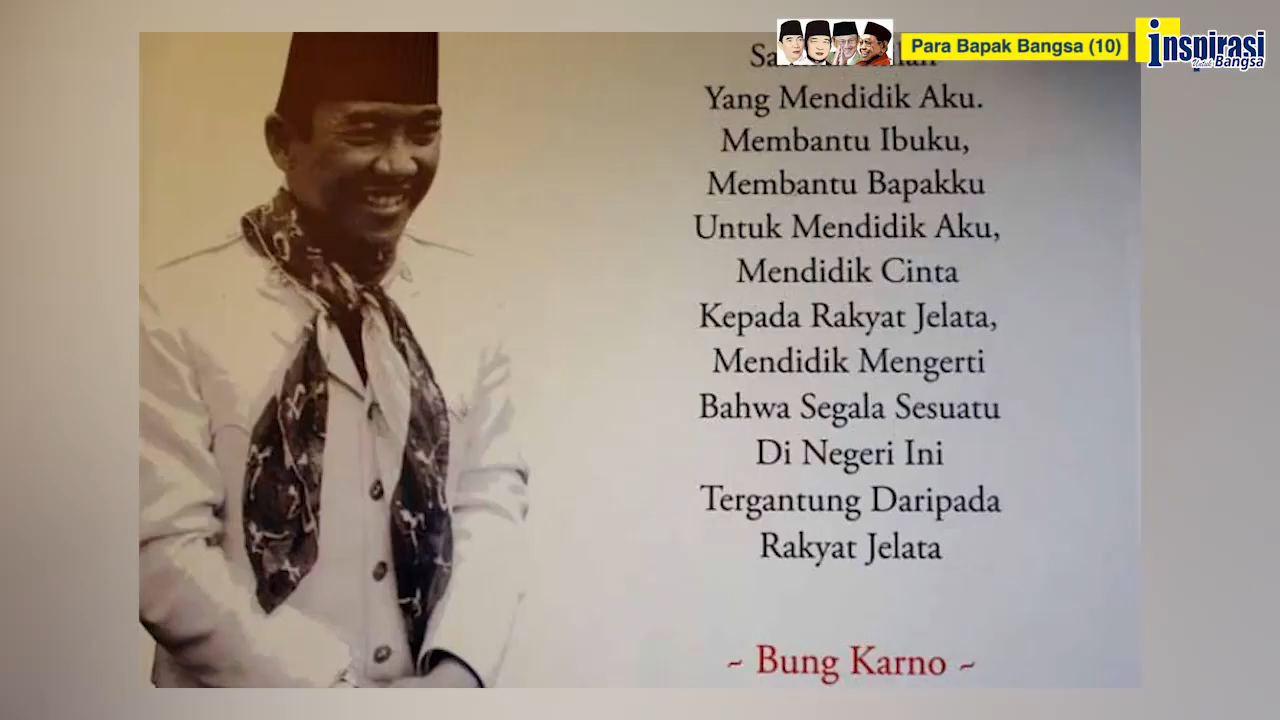 Para Bapak Bangsa (10)
inspirasi
Untuk Bangsa
Yang Mendidik Aku.
Membantu Ibuku,
Membantu Bapakku
Untuk Mendidik Aku,
Mendidik Cinta
Kepada Rakyat Jelata,
Mendidik Mengerti
Bahwa Segala Sesuatu
Di Negeri Ini
Tergantung Daripada
Rakyat Jelata
~ Bung Karno ~